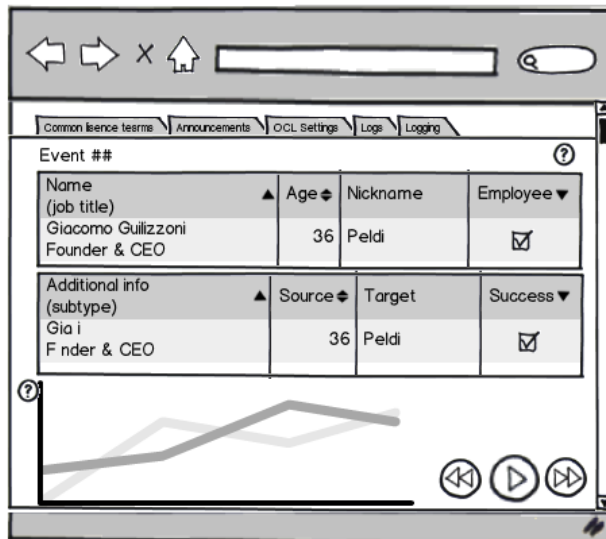 Common lisence tesrms Announcements OCL Settings Logs Logging
Event ##
Name Age Nickname Employee
(job title)
Giacomo Guilizzoni 36 Peldi
Founder & CEO
Additional info Source Target Success
(subtype)
Gia i 36 Peldi
F nder & CEO